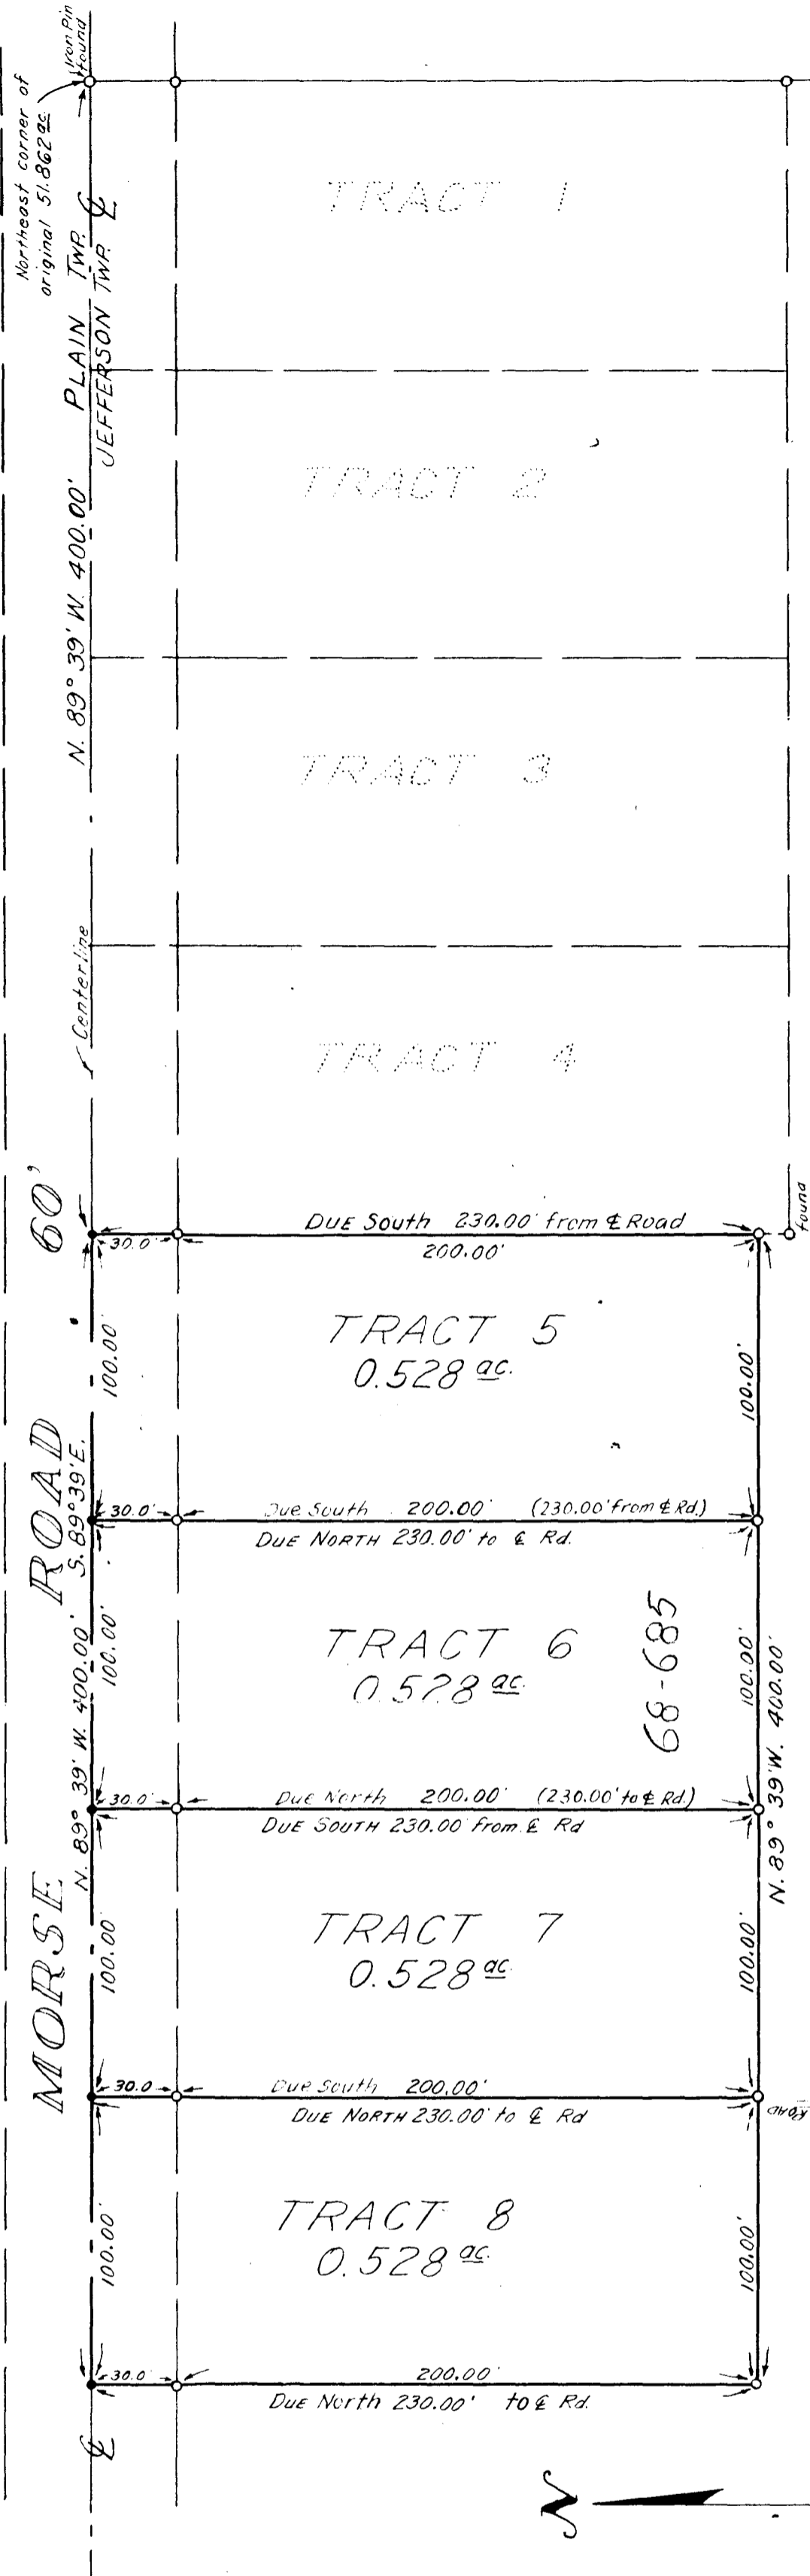 Iron Pin
found
Northeast corner of
original 51.862 ac.
TRACT 1
PLAIN TWP. ℄
JEFFERSON TWP.
N. 89° 39' W. 400.00'
TRACT 2
TRACT 3
Centerline
TRACT 4
MORSE ROAD 60'
30.0'
DUE SOUTH 230.00' from ℄ Road
200.00'
found
100.00'
TRACT 5
0.528 ac.
100.00'
S. 89° 39' E.
N. 89° 39' W. 400.00'
30.0'
Due South 200.00' (230.00' from ℄ Rd.)
DUE NORTH 230.00' to ℄ Rd.
100.00'
TRACT 6
0.528 ac.
68-685
100.00'
N. 89° 39' W. 400.00'
30.0'
Due North 200.00' (230.00' to ℄ Rd.)
DUE SOUTH 230.00 from ℄ Rd
100.00'
TRACT 7
0.528 ac.
100.00'
30.0
Due South 200.00'
DUE NORTH 230.00' to ℄ Rd
ROAD
100.00'
TRACT 8
0.528 ac.
100.00'
30.0'
200.00'
DUE North 230.00' to ℄ Rd.
℄
N